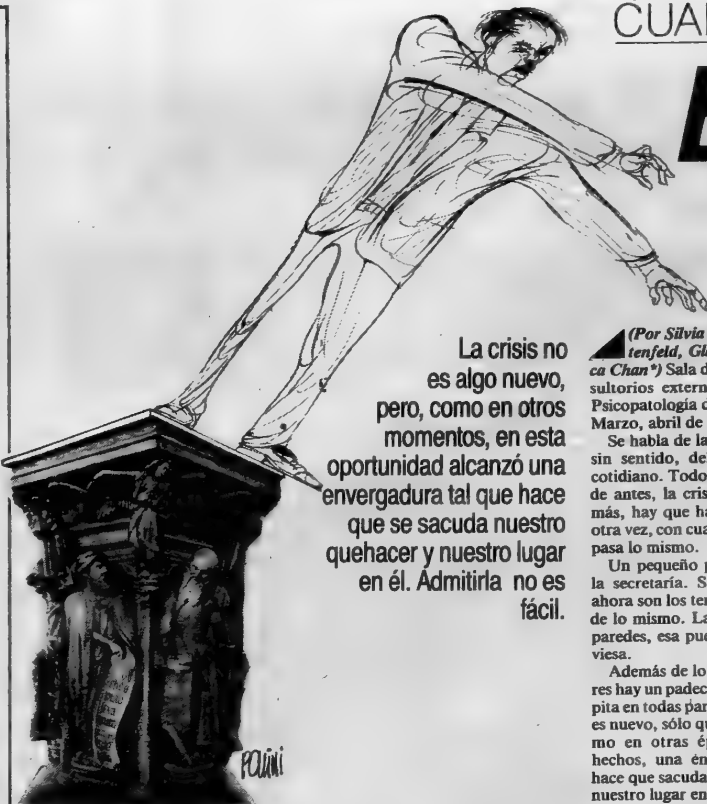 CUA
La crisis no
es algo nuevo,
pero, como en otros
momentos, en esta
oportunidad alcanzó una
envergadura tal que hace
que se sacuda nuestro
quehacer y nuestro lugar
en él. Admitirla no es
fácil.
(Por Silvia
tenfeld, Gl
ca Chan*) Sala d
sultorios extern
Psicopatología d
Marzo, abril de
Se habla de la
sin sentido, de
cotidiano. Todo
de antes, la cris
más, hay que ha
otra vez, con cua
pasa lo mismo.
Un pequeño p
la secretaría. S
ahora son los ter
de lo mismo. La
paredes, esa pue
viesa.
Además de lo
res hay un padec
pita en todas par
es nuevo, sólo qu
mo en otras ép
hechos, una en
hace que sacuda
nuestro lugar en